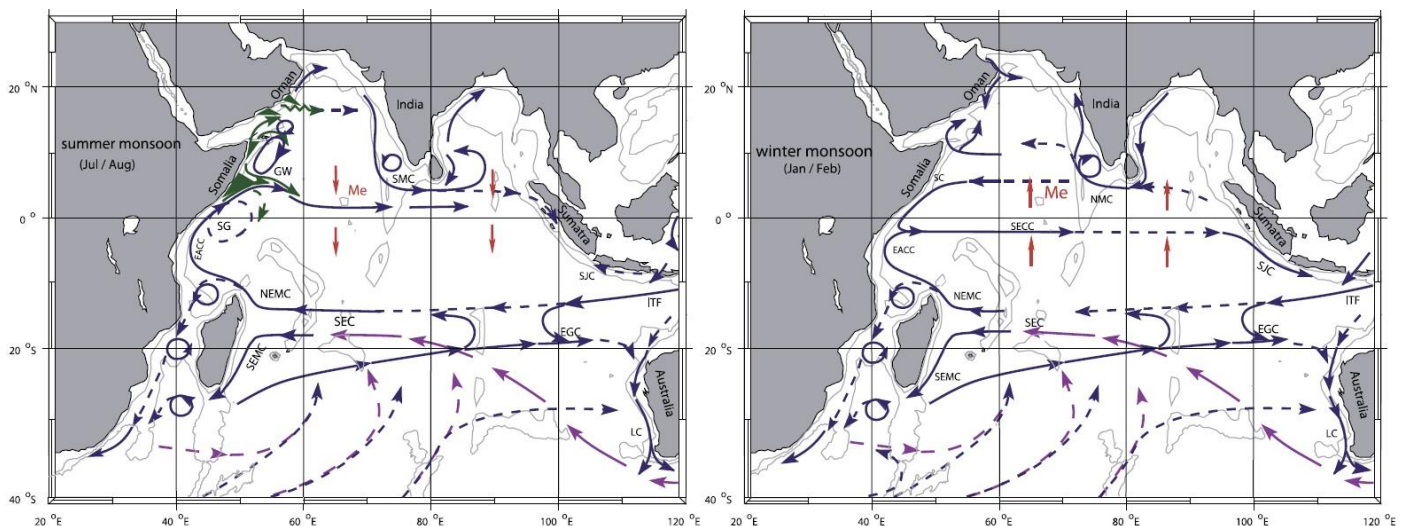 Oman
India
20 °N
summer monsoon
(Jul / Aug)
Somalia
GW
SMC
Me
0 °
SG
Sumatra
EACC
SJC
NEMC
ITF
SEC
EGC
20 °S
SEMC
Australia
LC
40 °S
20 °E
40 °E
60 °E
80 °E
100 °E
120 °E
Oman
India
20 °N
winter monsoon
(Jan / Feb)
Somalia
SC
Me
NMC
0 °
Sumatra
SECC
EACC
SJC
NEMC
ITF
SEC
EGC
20 °S
SEMC
Australia
LC
40 °S
20 °E
40 °E
60 °E
80 °E
100 °E
120 °E